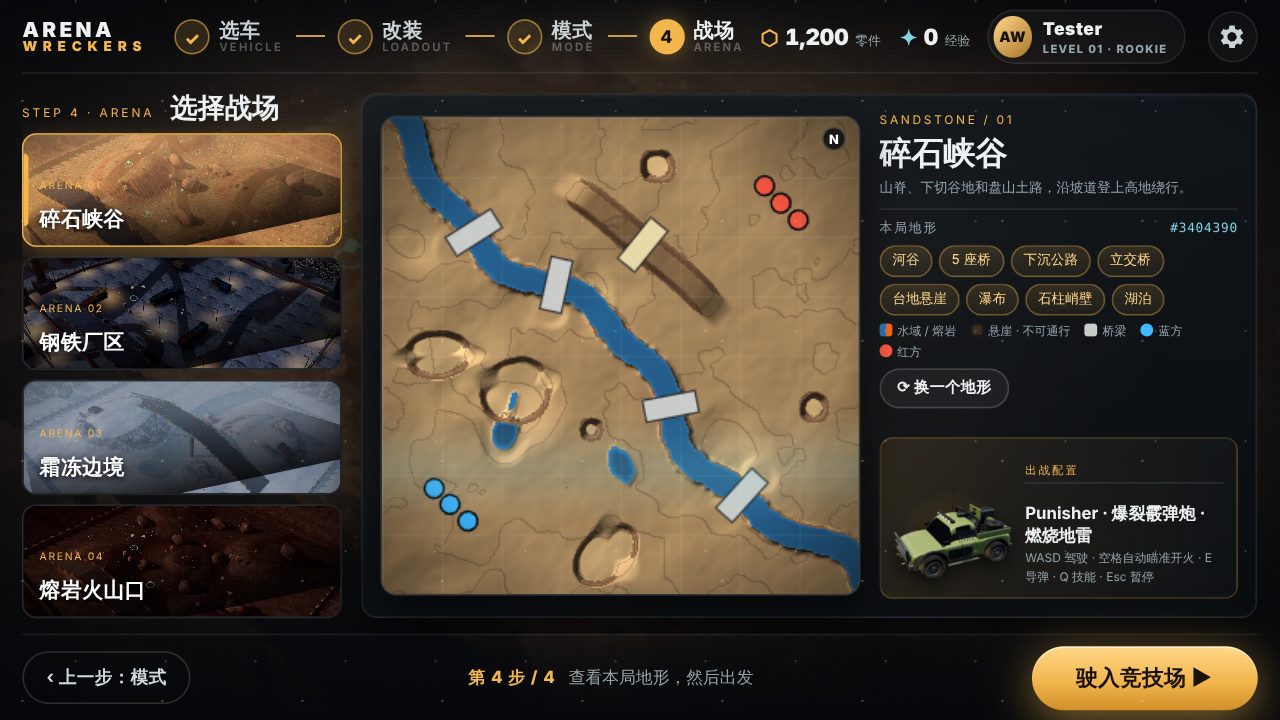 ARENA
WRECKERS
选车
VEHICLE
改装
LOADOUT
模式
MODE
4
战场
ARENA
1,200 零件
0 经验
AW
Tester
LEVEL 01 · ROOKIE
STEP 4 · ARENA 选择战场
ARENA 01
碎石峡谷
ARENA 02
钢铁厂区
ARENA 03
霜冻边境
ARENA 04
熔岩火山口
N
SANDSTONE / 01
碎石峡谷
山脊、下切谷地和盘山土路，沿坡道登上高地绕行。
本局地形 #3404390
河谷 5 座桥 下沉公路 立交桥
台地悬崖 瀑布 石柱峭壁 湖泊
水域 / 熔岩 悬崖 · 不可通行 桥梁 蓝方
红方
⟳ 换一个地形
出战配置
Punisher · 爆裂霰弹炮 ·
燃烧地雷
WASD 驾驶 · 空格自动瞄准开火 · E
导弹 · Q 技能 · Esc 暂停
‹ 上一步：模式
第 4 步 / 4 查看本局地形，然后出发
驶入竞技场 ▶